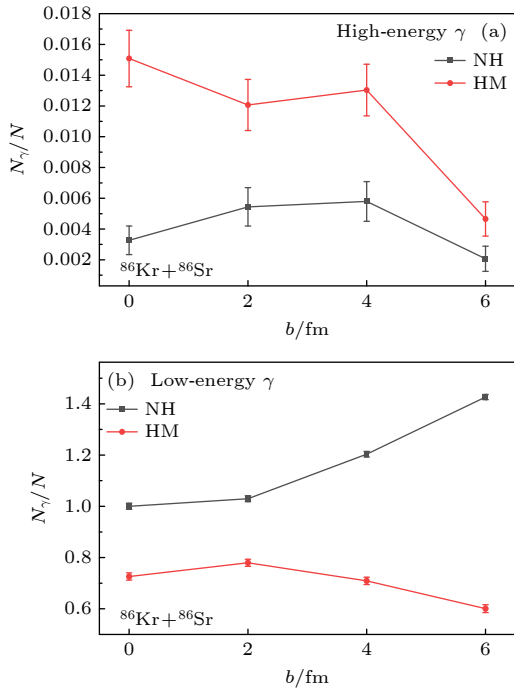 0.018
0.016
0.014
0.012
0.010
0.008
0.006
0.004
0.002
Nγ/N
High-energy γ (a)
NH
HM
⁸⁶Kr+⁸⁶Sr
0 2 4 6
b/fm
(b) Low-energy γ
NH
HM
1.4
1.2
1.0
0.8
0.6
Nγ/N
⁸⁶Kr+⁸⁶Sr
0 2 4 6
b/fm